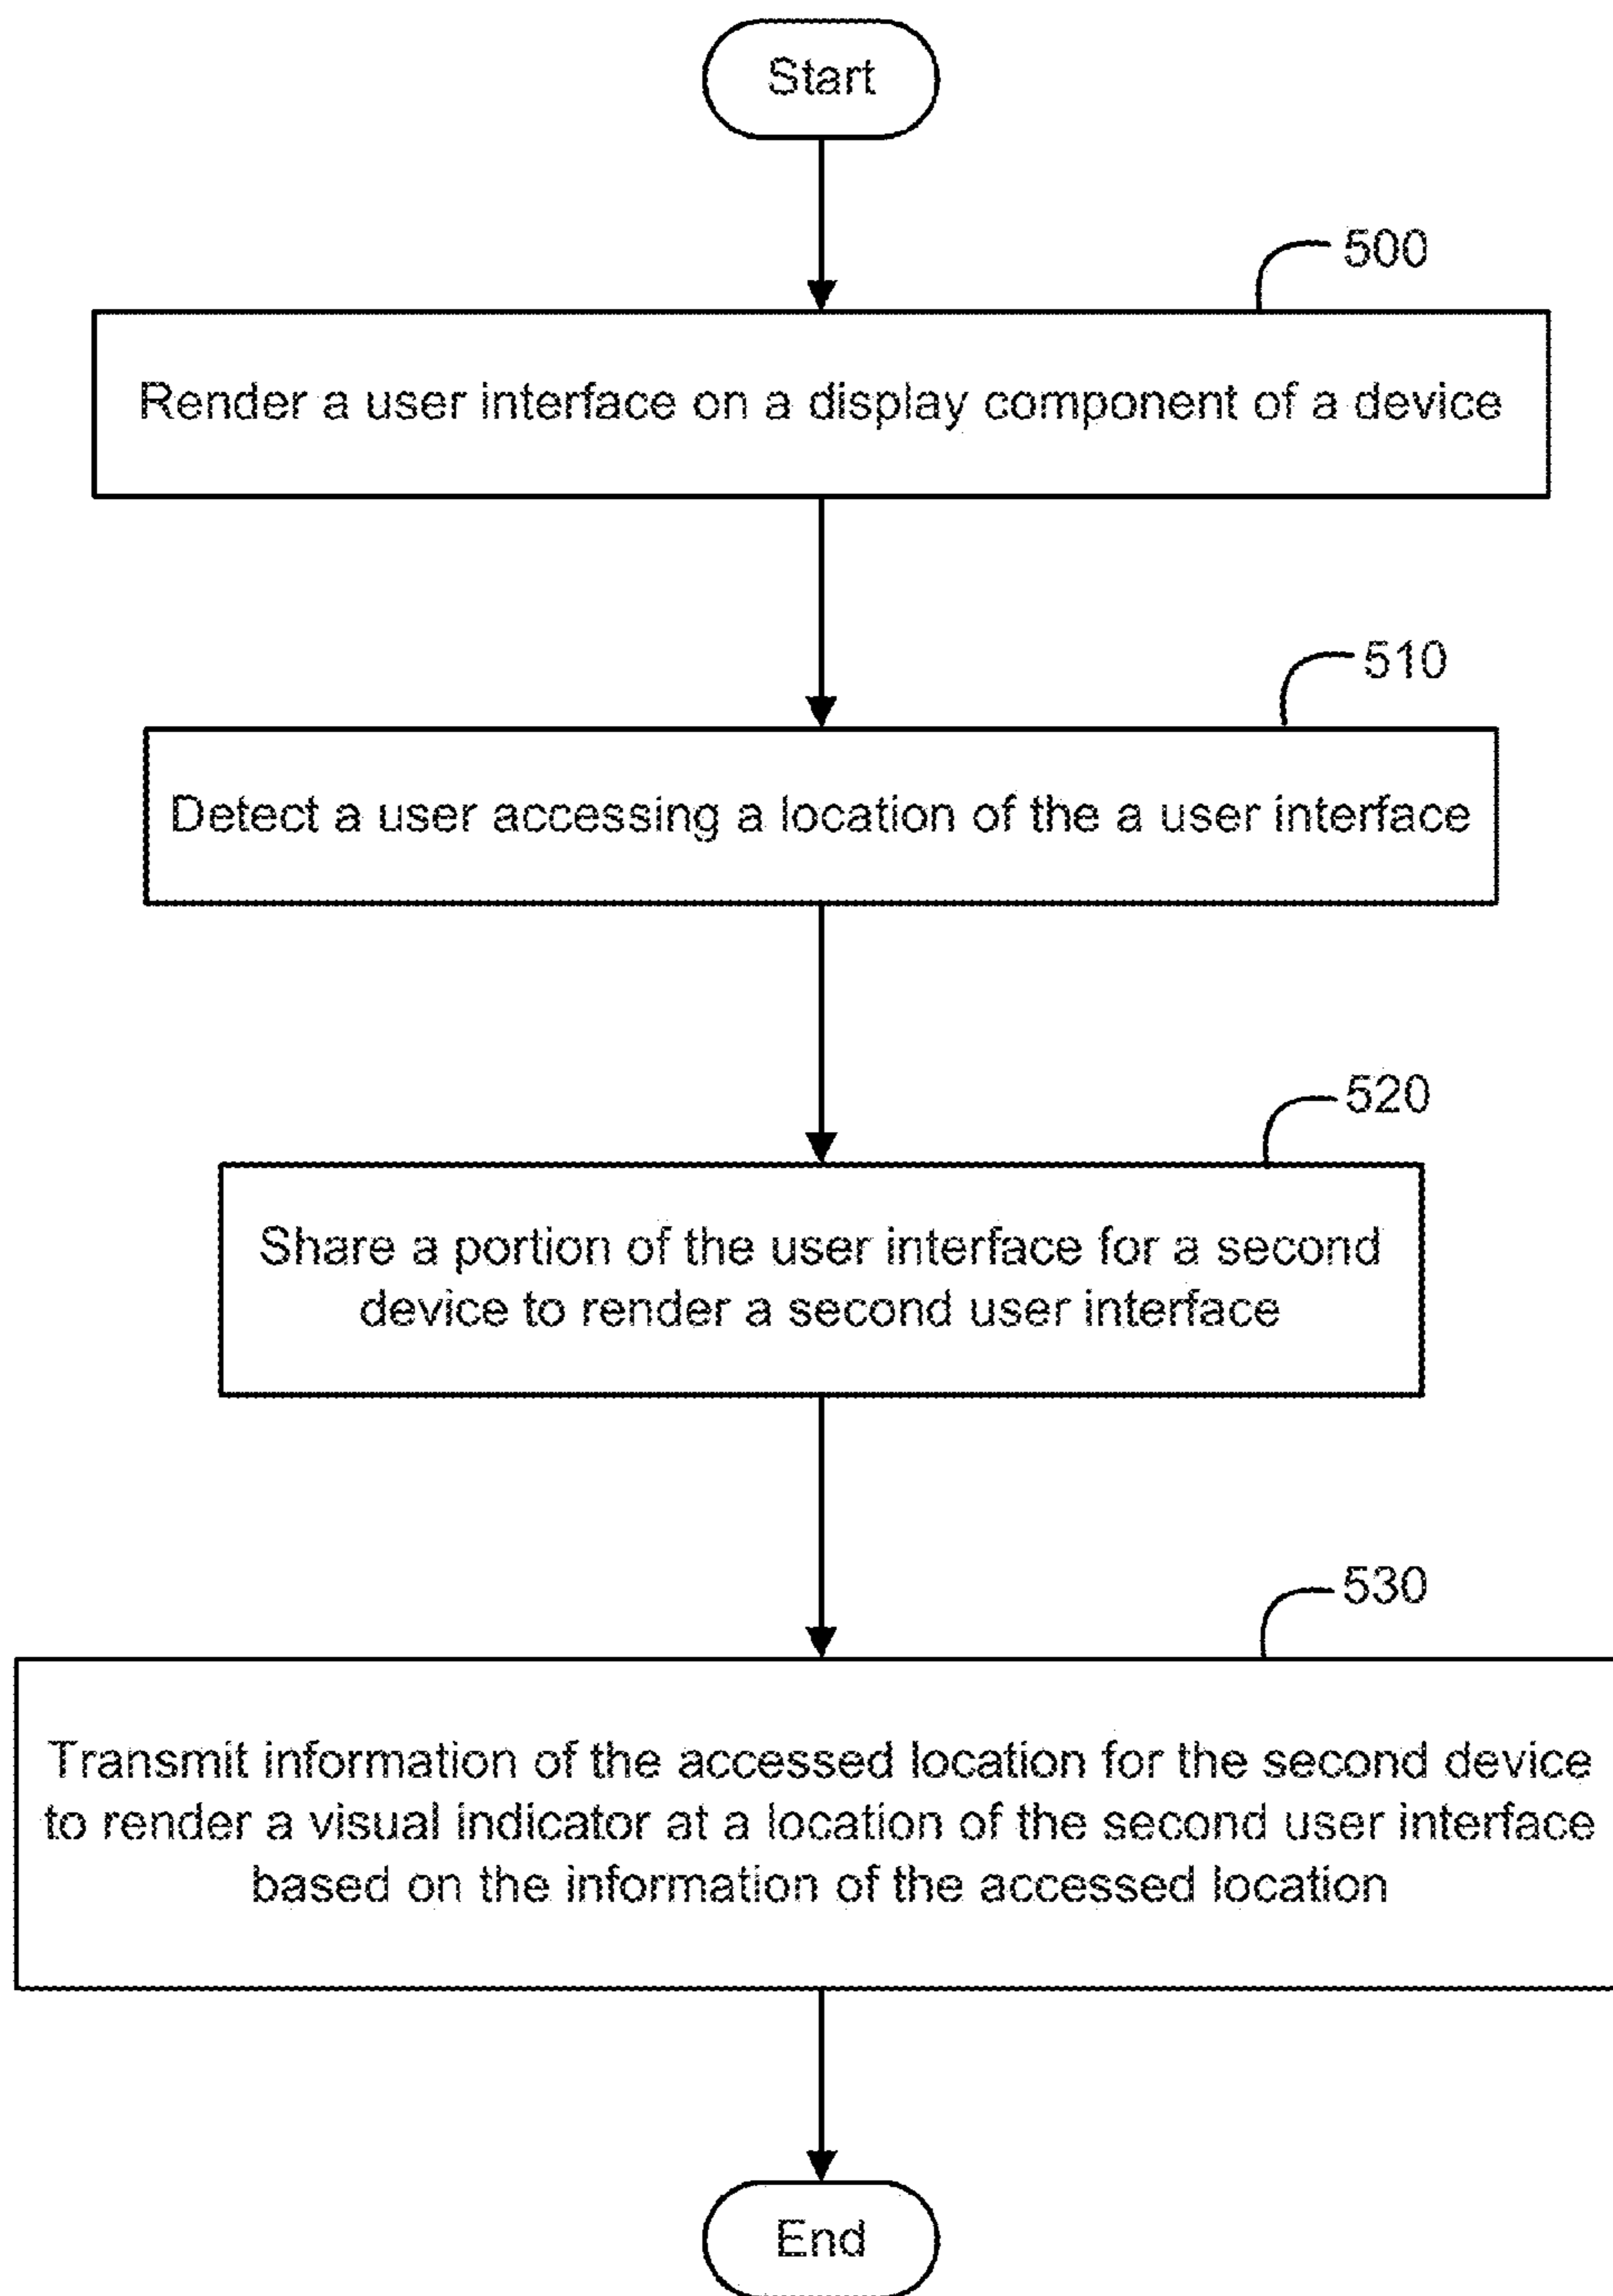 Start
500
Render a user interface on a display component of a device
510
Detect a user accessing a location of the a user interface
520
Share a portion of the user interface for a second
device to render a second user interface
530
Transmit information of the accessed location for the second device
to render a visual indicator at a location of the second user interface
based on the information of the accessed location
End